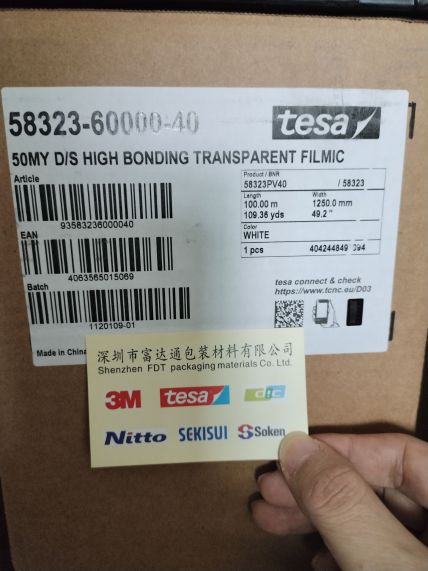 58323-60000-40
tesa
50MY D/S HIGH BONDING TRANSPARENT FILMIC
Article
93583236000040
EAN
4063565015069
Batch
1120109-01
Product / BNR
58323PV40 / 58323
Length Width
100.00 m 1250.0 mm
109.36 yds 49.2"
Color
WHITE
1 pcs 404244849 094
tesa connect & check
https://www.tcnc.eu/D03
Made in China
深圳市富达通包装材料有限公司
Shenzhen FDT packaging materials Co. Ltd.
3M tesa dic
Nitto SEKISUI Soken